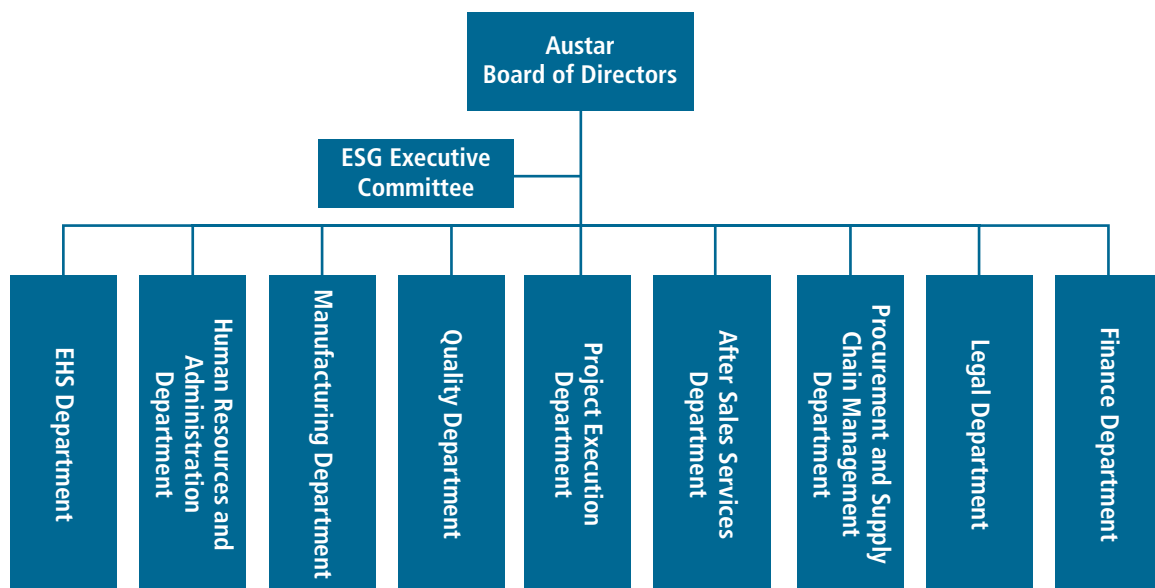 Austar
Board of Directors
ESG Executive
Committee
EHS Department
Human Resources and
Administration
Department
Manufacturing Department
Quality Department
Project Execution
Department
After Sales Services
Department
Procurement and Supply
Chain Management
Department
Legal Department
Finance Department